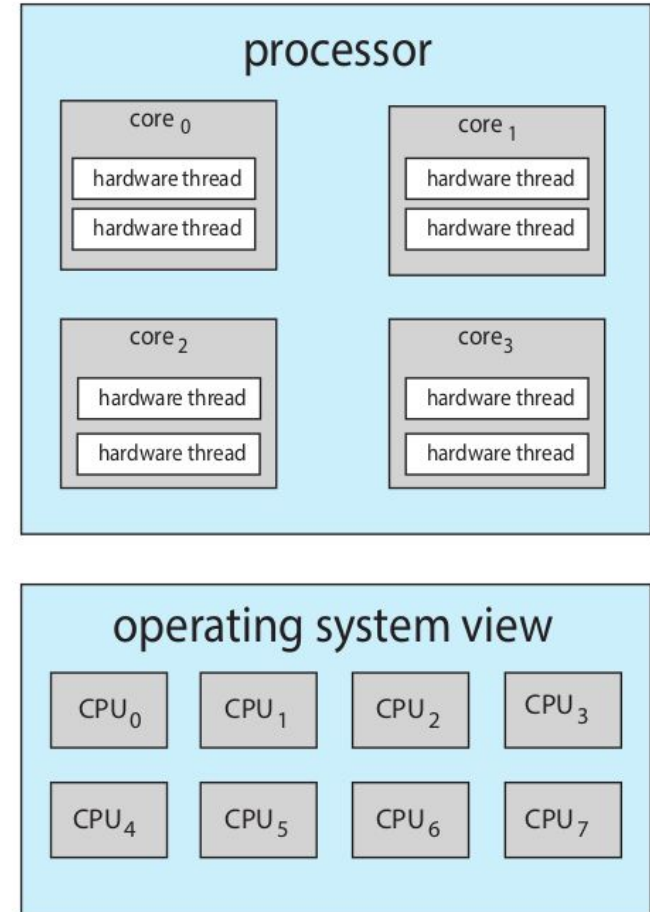 processor
core 0
hardware thread
hardware thread
core 1
hardware thread
hardware thread
core 2
hardware thread
hardware thread
core3
hardware thread
hardware thread
operating system view
CPU0
CPU1
CPU2
CPU3
CPU4
CPU5
CPU6
CPU7